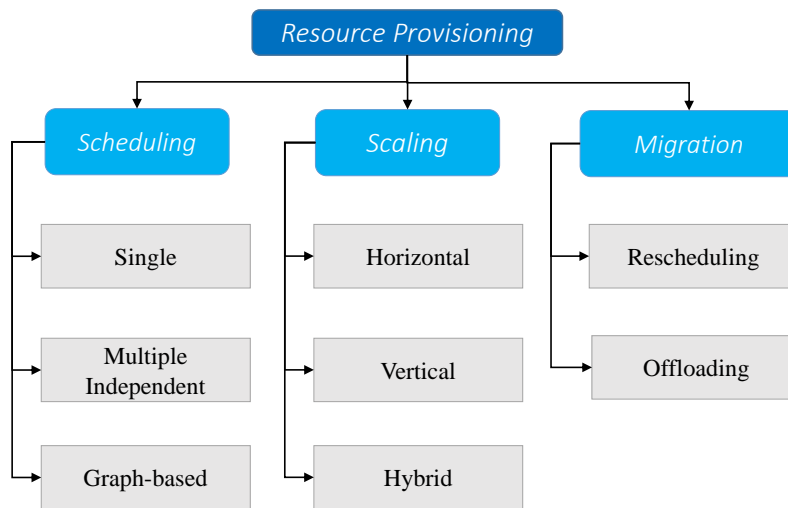 Resource Provisioning
Scheduling
Scaling
Migration
Single
Horizontal
Rescheduling
Multiple
Independent
Vertical
Offloading
Graph-based
Hybrid